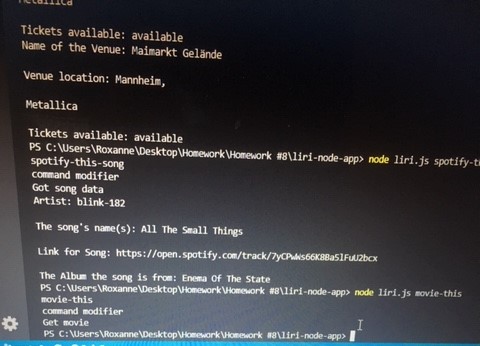 Metallica
Tickets available: available
Name of the Venue: Maimarkt Gelände
Venue location: Mannheim,
Metallica
Tickets available: available
PS C:\Users\Roxanne\Desktop\Homework\Homework #8\liri-node-app> node liri.js spotify-th
spotify-this-song
command modifier
Got song data
Artist: blink-182
The song's name(s): All The Small Things
Link for Song: https://open.spotify.com/track/7yCPwWs66K8Ba5lFuU2bcx
The Album the song is from: Enema Of The State
PS C:\Users\Roxanne\Desktop\Homework\Homework #8\liri-node-app> node liri.js movie-this
movie-this
command modifier
Get movie
PS C:\Users\Roxanne\Desktop\Homework\Homework #8\liri-node-app>